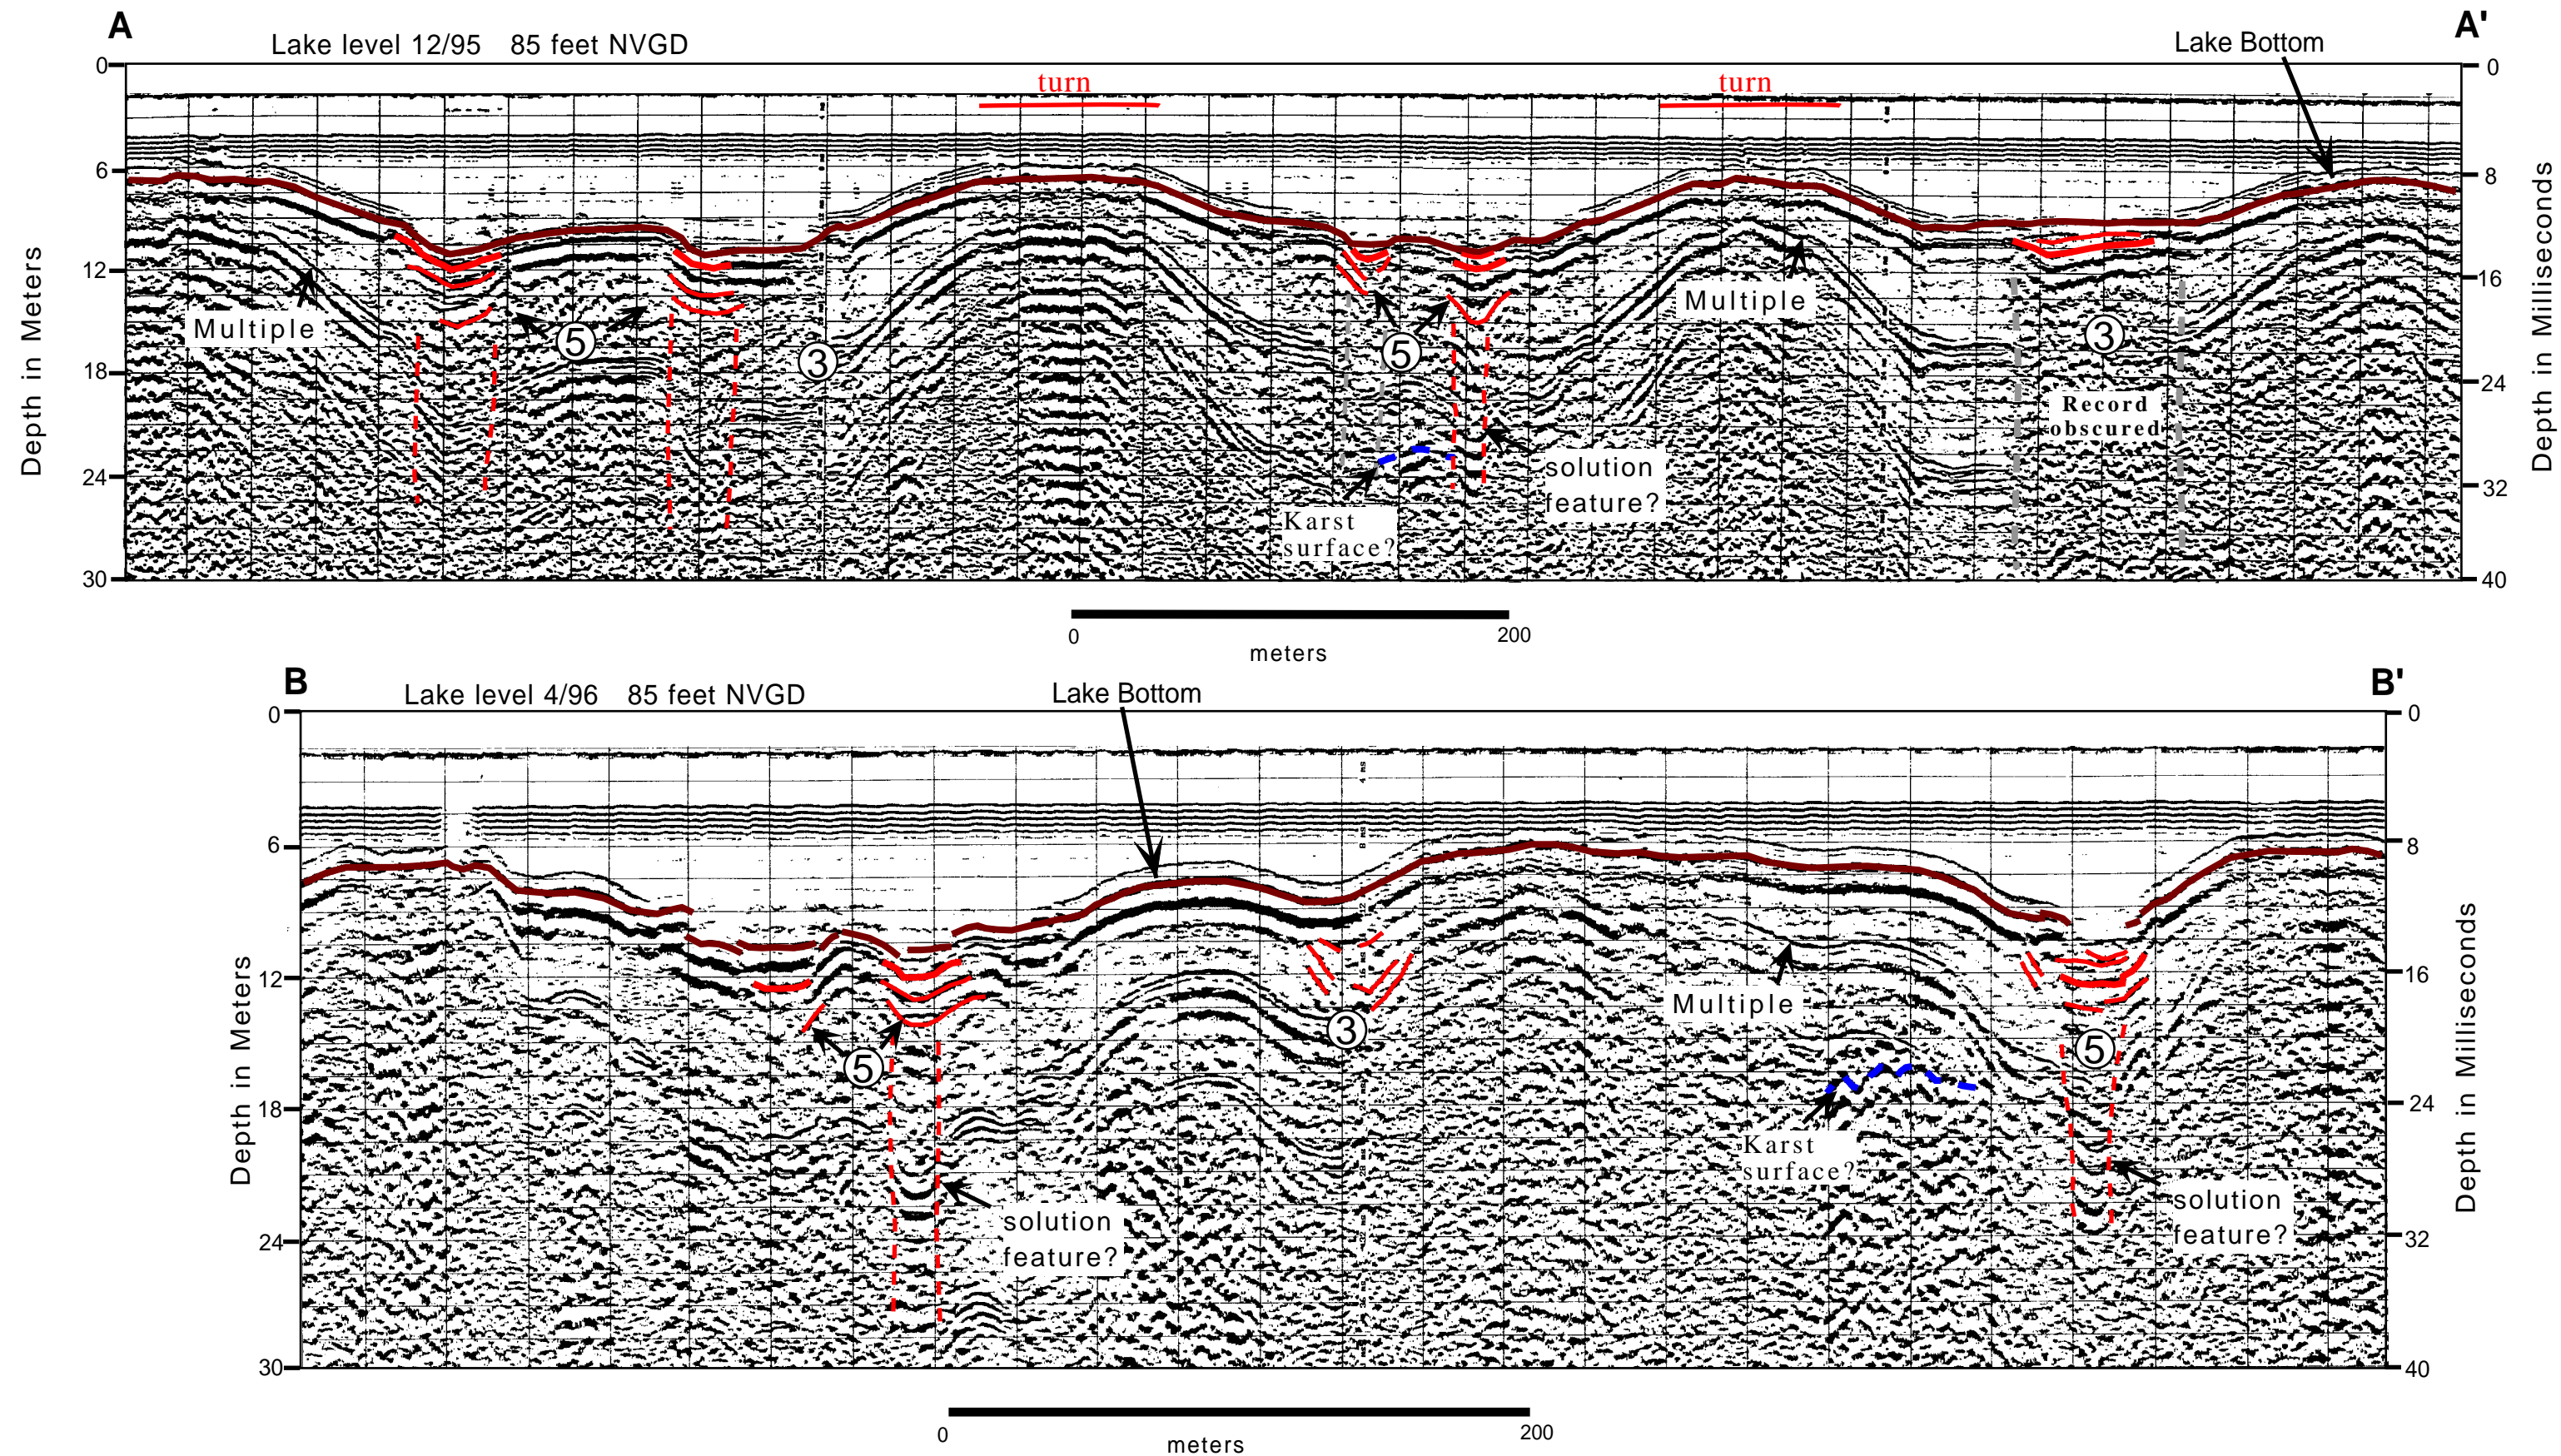 A
A'
Lake level 12/95 85 feet NVGD
Lake Bottom
turn
turn
0
6
12
18
24
30
Depth in Meters
0
8
16
24
32
40
Depth in Milliseconds
Multiple
5
3
5
Multiple
3
Record
obscured
solution
feature?
Karst
surface?
0
200
meters
B
B'
Lake level 4/96 85 feet NVGD
Lake Bottom
0
6
12
18
24
30
Depth in Meters
0
8
16
24
32
40
Depth in Milliseconds
4 ms
5
3
Multiple
5
Karst
surface?
solution
feature?
solution
feature?
0
200
meters